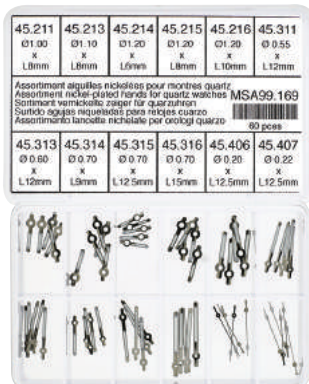 45.211 45.213 45.214 45.215 45.216 45.311
Ø1.00 Ø1.10 Ø1.20 Ø1.20 Ø1.20 Ø 0.55
x x x x x x
L8mm L8mm L6mm L8mm L10mm L12mm
Assortiment aiguilles nickelées pour montres quartz
Assortment nickel-plated hands for quartz watches MSA99.169
Sortiment vernickelte zeiger für quarzuhren
Surtido agujas niqueladas para relojes cuarzo
Assortimento lancette nichelate per orologi quarzo
60 pces
45.313 45.314 45.315 45.316 45.406 45.407
Ø 0.60 Ø 0.70 Ø 0.70 Ø 0.70 Ø 0.20 Ø 0.22
x x x x x x
L12mm L9mm L12.5mm L15mm L12.5mm L12.5mm